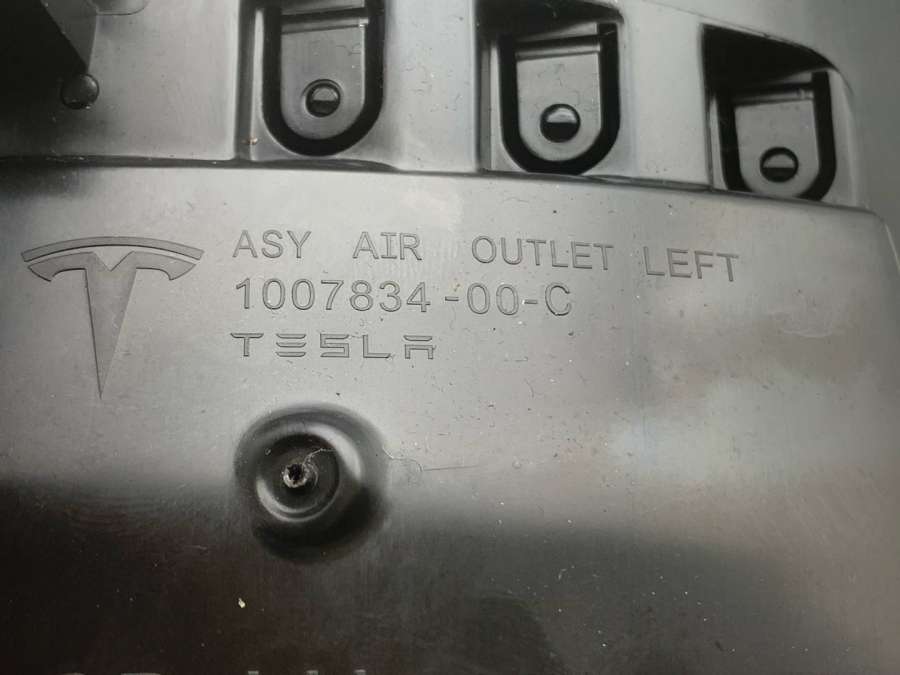 ASY AIR OUTLET LEFT
1007834-00-C
TESLA